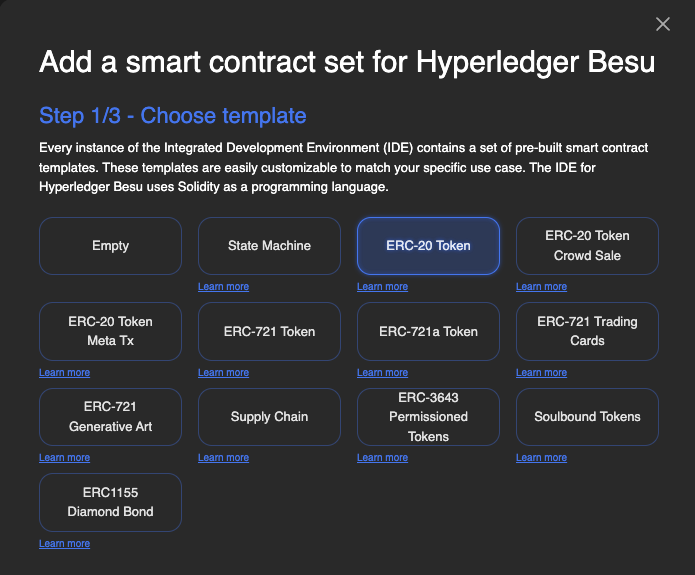 Add a smart contract set for Hyperledger Besu
Step 1/3 - Choose template
Every instance of the Integrated Development Environment (IDE) contains a set of pre-built smart contract
templates. These templates are easily customizable to match your specific use case. The IDE for
Hyperledger Besu uses Solidity as a programming language.
Empty
State Machine
Learn more
ERC-20 Token
Learn more
ERC-20 Token
Crowd Sale
Learn more
ERC-20 Token
Meta Tx
Learn more
ERC-721 Token
Learn more
ERC-721a Token
Learn more
ERC-721 Trading
Cards
Learn more
ERC-721
Generative Art
Learn more
Supply Chain
Learn more
ERC-3643
Permissioned
Tokens
Learn more
Soulbound Tokens
Learn more
ERC1155
Diamond Bond
Learn more